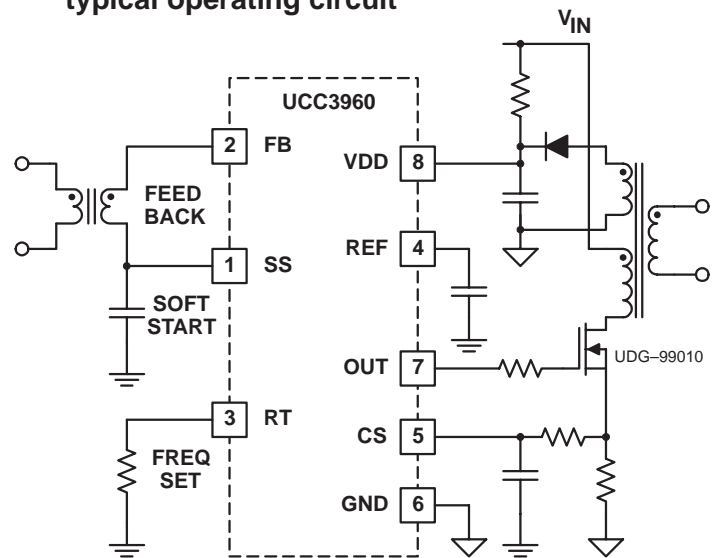 typical operating circuit
VIN
UCC3960
2 FB
VDD 8
FEED
BACK
REF 4
1 SS
SOFT
START
OUT 7
UDG–99010
3 RT
CS 5
FREQ
SET
GND 6